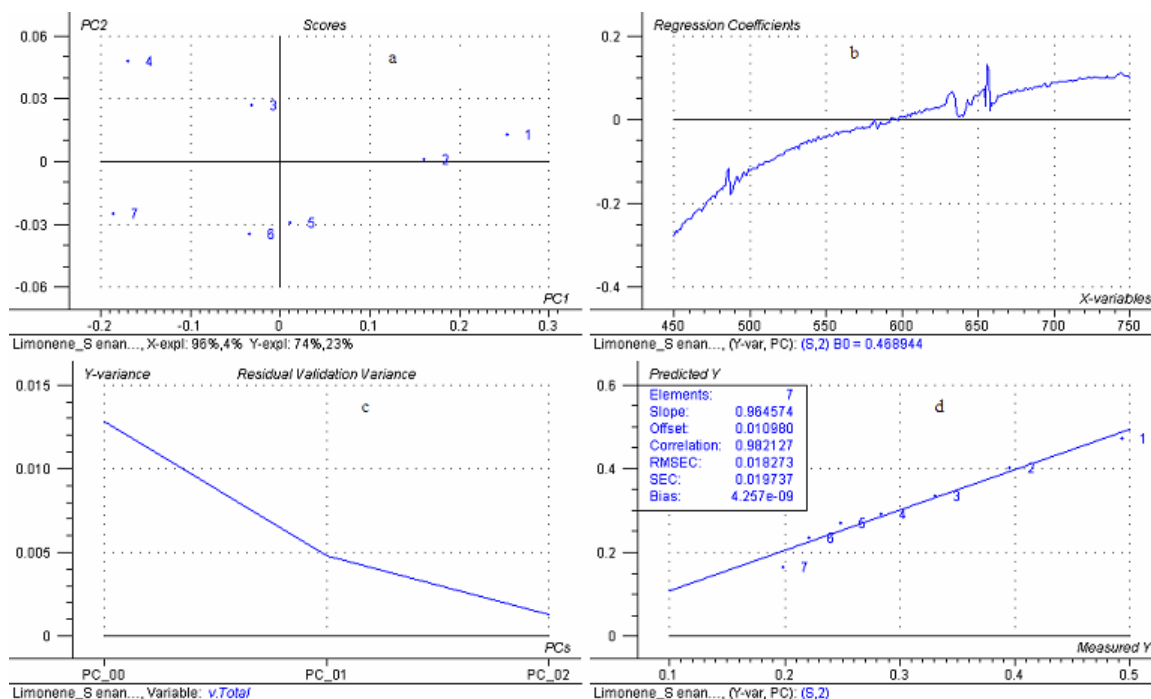 PC2 Scores
a
0.06
0.03
0
-0.03
-0.06
4
3
1
2
7
6
5
PC1
-0.2 -0.1 0 0.1 0.2 0.3
Limonene_S enan..., X-expl: 96%,4% Y-expl: 74%,23%
Regression Coefficients
b
0.2
0
-0.2
-0.4
X-variables
450 500 550 600 650 700 750
Limonene_S enan..., (Y-var, PC): (S,2) B0 = 0.468944
Y-variance Residual Validation Variance
c
0.015
0.010
0.005
0
PCs
PC_00 PC_01 PC_02
Limonene_S enan..., Variable: v.Total
Predicted Y
d
0.6
0.4
0.2
0
Elements: 7
Slope: 0.964574
Offset: 0.010980
Correlation: 0.982127
RMSEC: 0.018273
SEC: 0.019737
Bias: 4.257e-09
1
2
3
4
5
6
7
Measured Y
0.1 0.2 0.3 0.4 0.5
Limonene_S enan..., (Y-var, PC): (S,2)